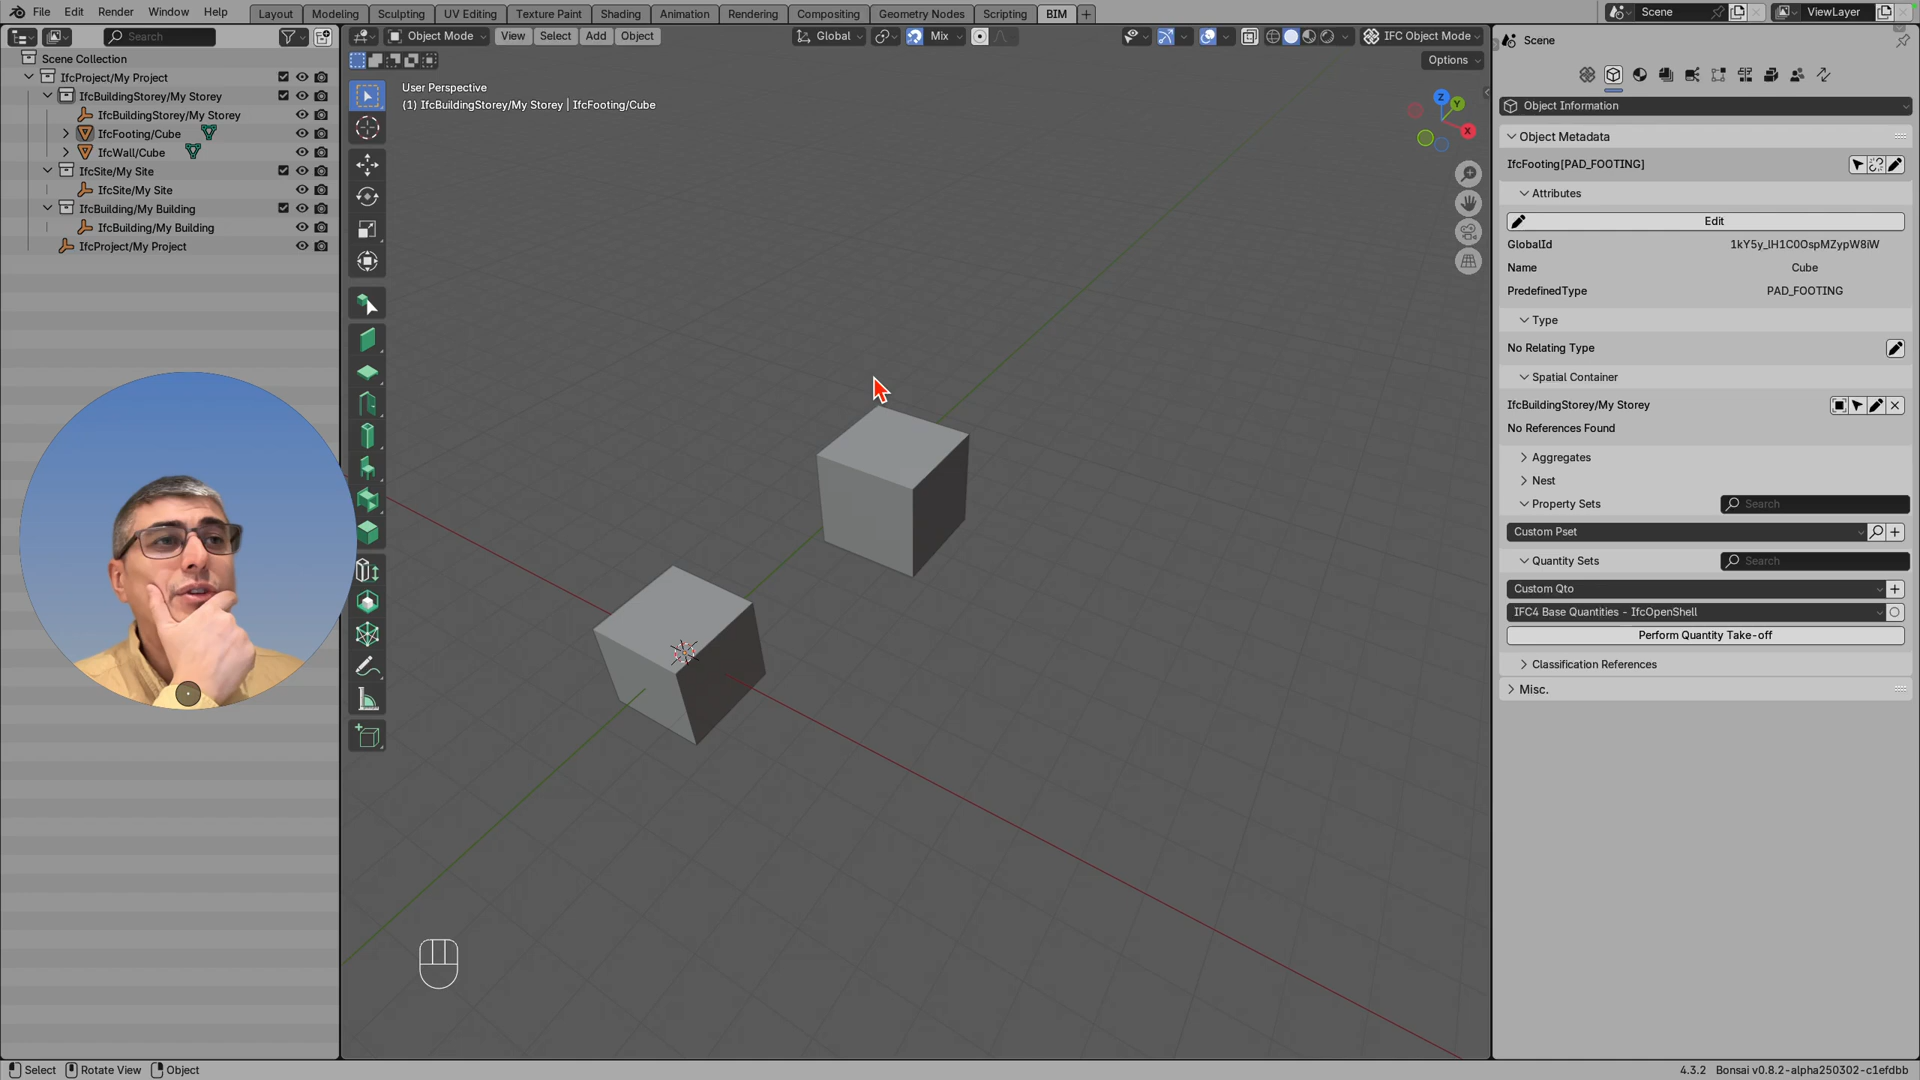 File Edit Render Window Help
Layout Modeling Sculpting UV Editing Texture Paint Shading Animation Rendering Compositing Geometry Nodes Scripting BIM +
Scene
ViewLayer
Search
Scene Collection
IfcProject/My Project
IfcBuildingStorey/My Storey
IfcBuildingStorey/My Storey
IfcFooting/Cube
IfcWall/Cube
IfcSite/My Site
IfcSite/My Site
IfcBuilding/My Building
IfcBuilding/My Building
IfcProject/My Project
Object Mode View Select Add Object
Global
Mix
IFC Object Mode
Options
User Perspective
(1) IfcBuildingStorey/My Storey | IfcFooting/Cube
Z
Y
X
Scene
Object Information
Object Metadata
IfcFooting[PAD_FOOTING]
Attributes
Edit
GlobalId 1kY5y_lH1C0OspMZypW8iW
Name Cube
PredefinedType PAD_FOOTING
Type
No Relating Type
Spatial Container
IfcBuildingStorey/My Storey
No References Found
Aggregates
Nest
Property Sets Search
Custom Pset
Quantity Sets Search
Custom Qto
IFC4 Base Quantities - IfcOpenShell
Perform Quantity Take-off
Classification References
Misc.
Select Rotate View Object
4.3.2 Bonsai v0.8.2-alpha250302-c1efdbb